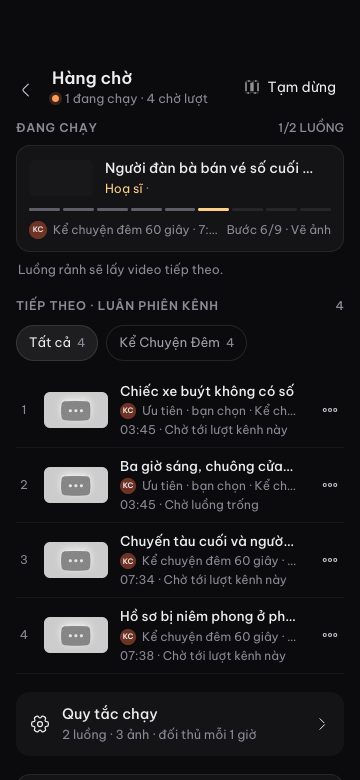 Hàng chờ
1 đang chạy · 4 chờ lượt
Tạm dừng
ĐANG CHẠY
1/2 LUỒNG
Người đàn bà bán vé số cuối ...
Hoạ sĩ ·
KC Kể chuyện đêm 60 giây · 7:...
Bước 6/9 · Vẽ ảnh
Luồng rảnh sẽ lấy video tiếp theo.
TIẾP THEO · LUÂN PHIÊN KÊNH
4
Tất cả 4
Kể Chuyện Đêm 4
1
Chiếc xe buýt không có số
KC Ưu tiên · bạn chọn · Kể ch...
03:45 · Chờ tới lượt kênh này
2
Ba giờ sáng, chuông cửa...
KC Ưu tiên · bạn chọn · Kể ch...
03:45 · Chờ luồng trống
3
Chuyến tàu cuối và ngườ...
KC Kể chuyện đêm 60 giây · ...
07:34 · Chờ tới lượt kênh này
4
Hồ sơ bị niêm phong ở ph...
KC Kể chuyện đêm 60 giây · ...
07:38 · Chờ tới lượt kênh này
Quy tắc chạy
2 luồng · 3 ảnh · đối thủ mỗi 1 giờ